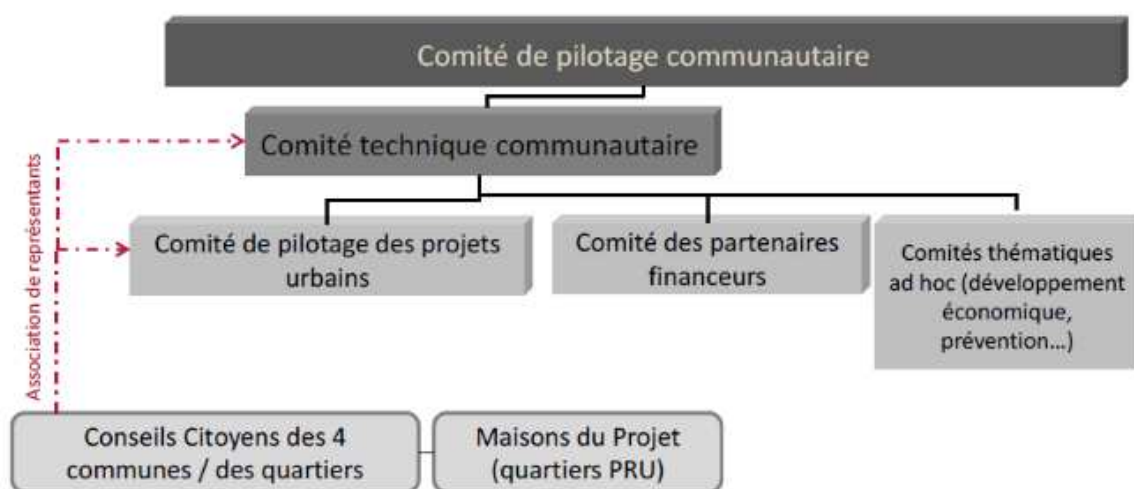 Comité de pilotage communautaire
Comité technique communautaire
Association de représentants
Comité de pilotage des projets
urbains
Comité des partenaires
financeurs
Comités thématiques
ad hoc (développement
économique,
prévention…)
Conseils Citoyens des 4
communes / des quartiers
Maisons du Projet
(quartiers PRU)